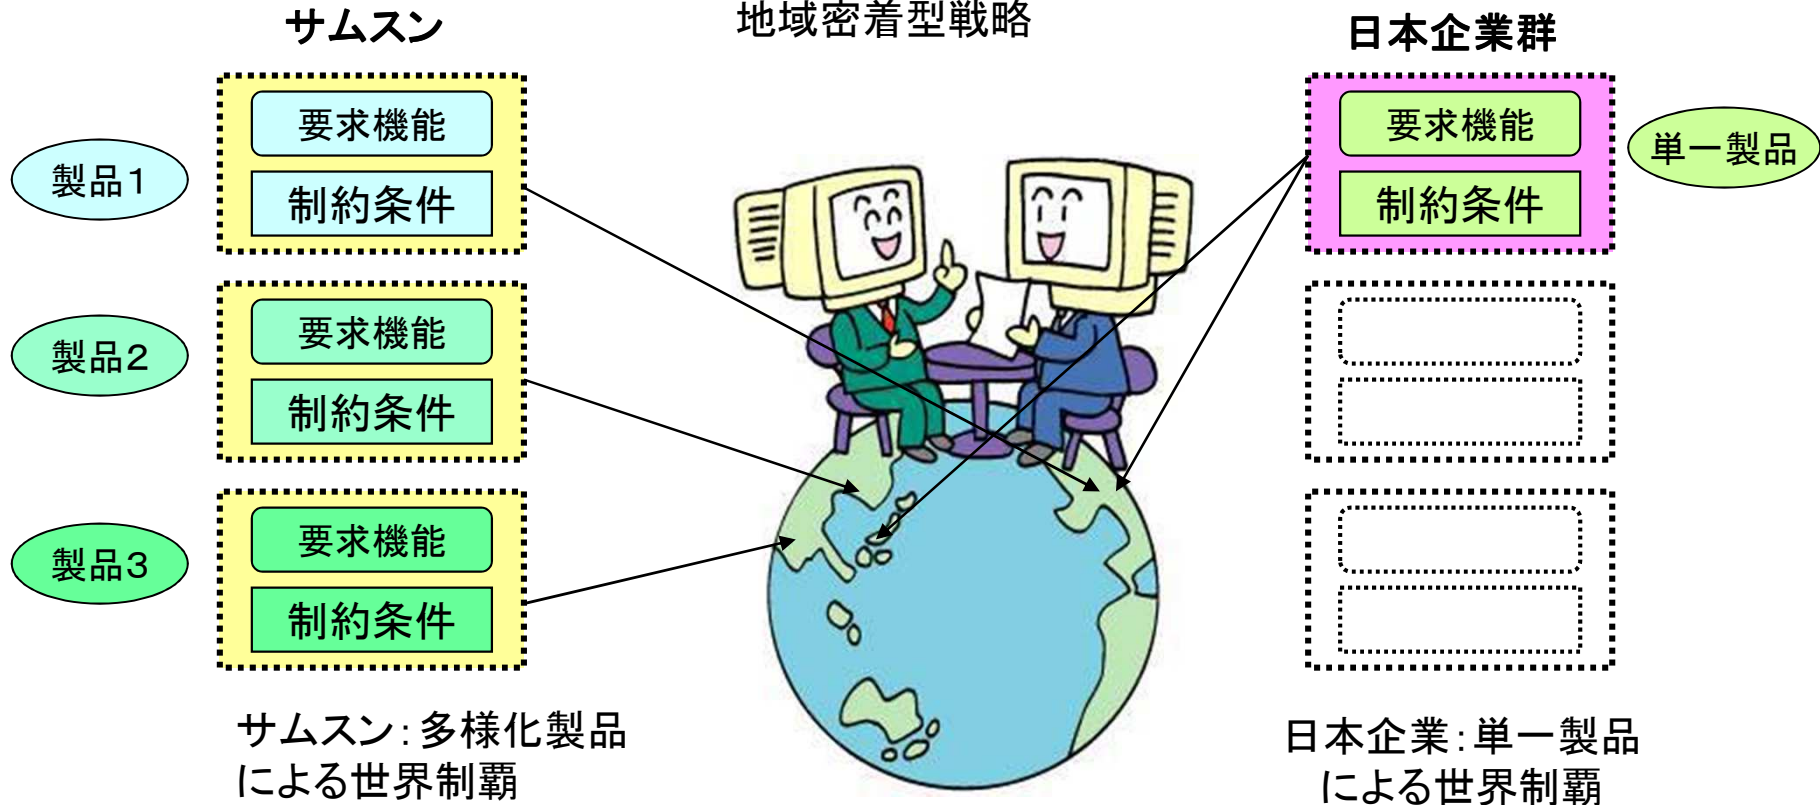 サムスン
地域密着型戦略
日本企業群
製品1
要求機能
制約条件
製品2
要求機能
制約条件
製品3
要求機能
制約条件
要求機能
制約条件
単一製品
サムスン:多様化製品
による世界制覇
日本企業:単一製品
による世界制覇